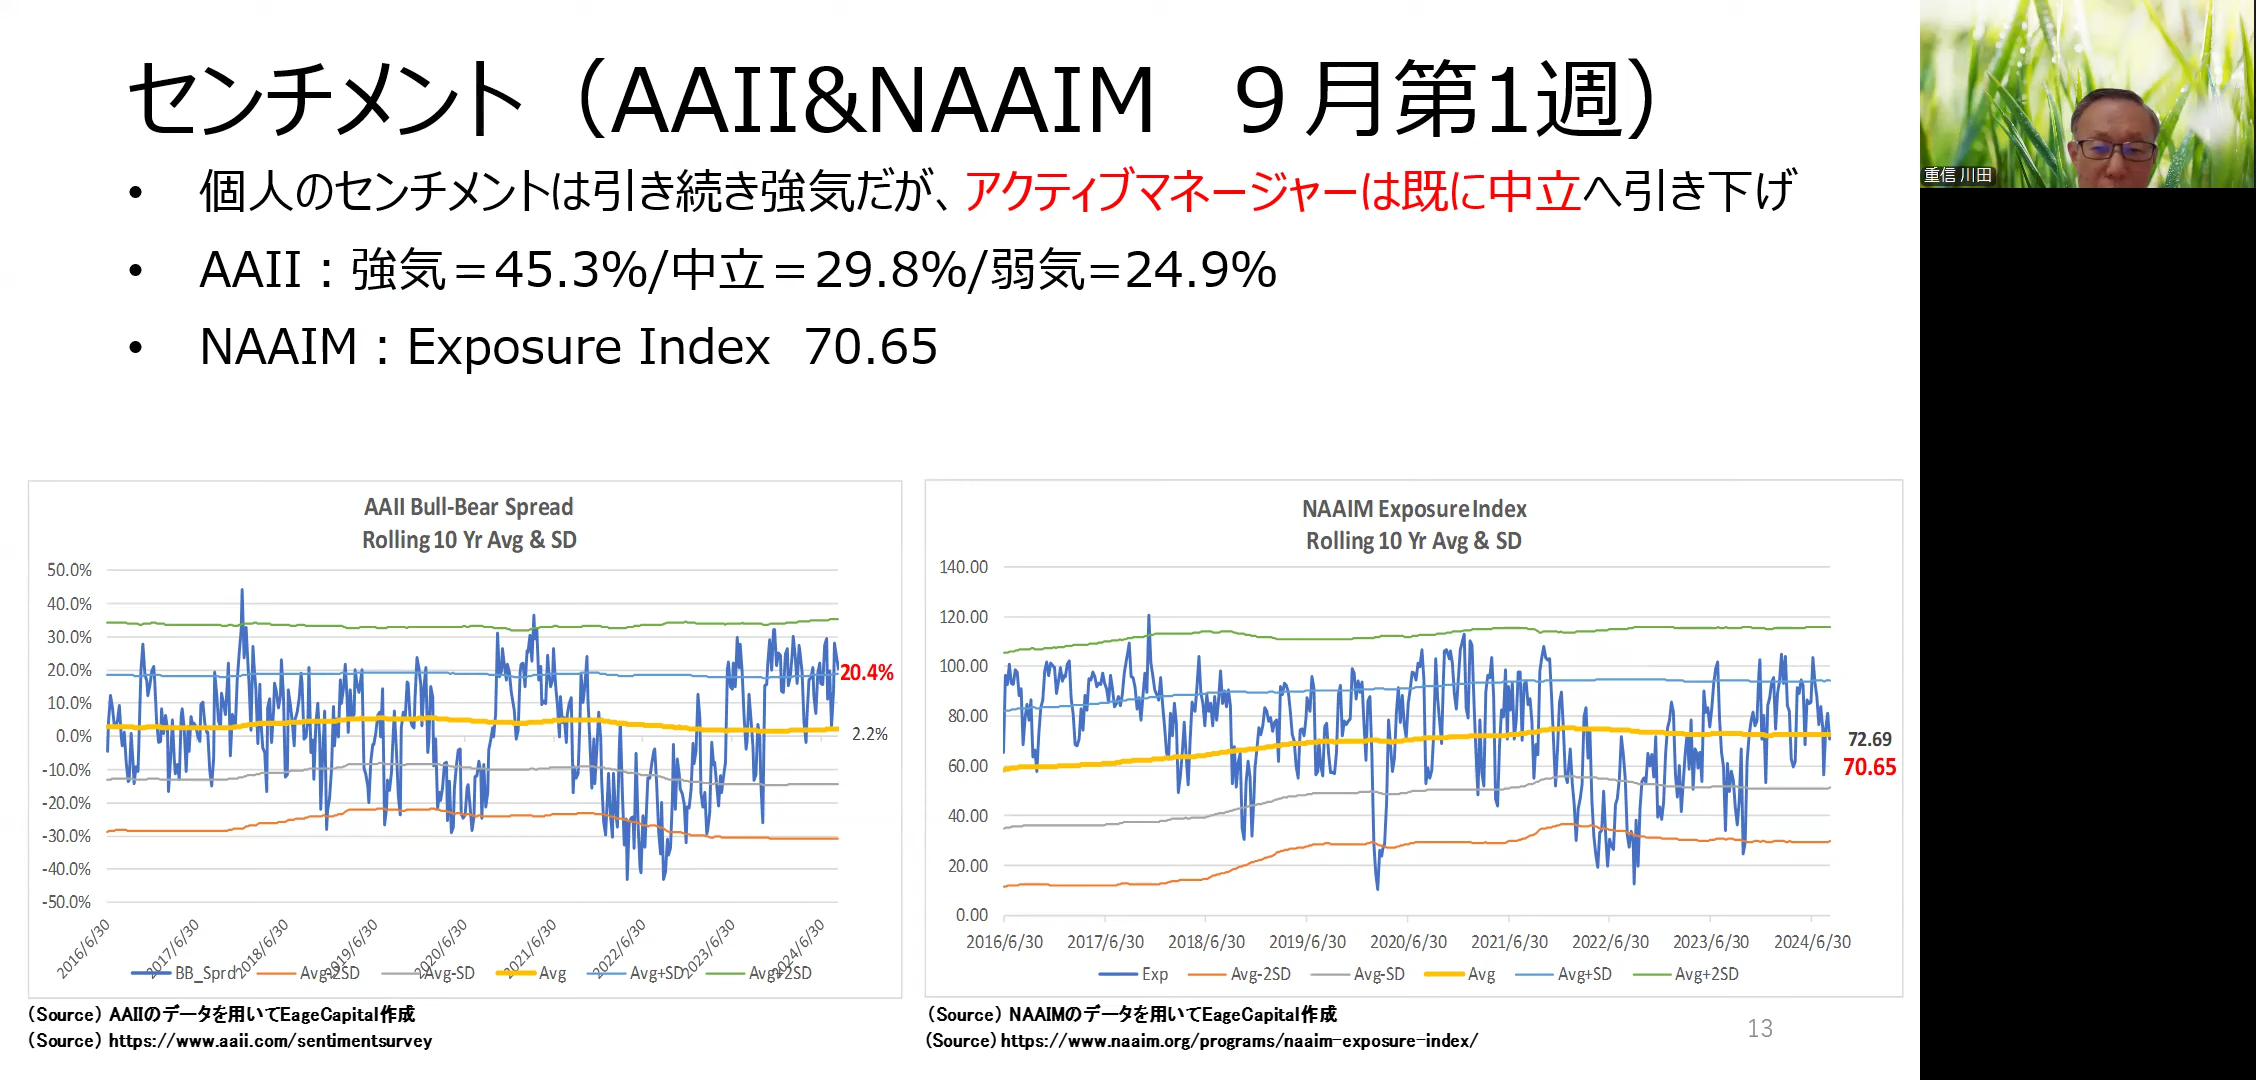 センチメント（AAII&NAAIM　９月第1週）
• 個人のセンチメントは引き続き強気だが、アクティブマネージャーは既に中立へ引き下げ
• AAII：強気＝45.3%/中立＝29.8%/弱気=24.9%
• NAAIM：Exposure Index 70.65
重信 川田
AAII Bull-Bear Spread
Rolling 10 Yr Avg & SD
50.0%
40.0%
30.0%
20.0%
10.0%
0.0%
-10.0%
-20.0%
-30.0%
-40.0%
-50.0%
20.4%
2.2%
2016/6/30 2017/6/30 2018/6/30 2019/6/30 2020/6/30 2021/6/30 2022/6/30 2023/6/30 2024/6/30
BB_Sprd Avg-2SD Avg-SD Avg Avg+SD Avg+2SD
（Source） AAIIのデータを用いてEageCapital作成
（Source） https://www.aaii.com/sentimentsurvey
NAAIM Exposure Index
Rolling 10 Yr Avg & SD
140.00
120.00
100.00
80.00
60.00
40.00
20.00
0.00
72.69
70.65
2016/6/30 2017/6/30 2018/6/30 2019/6/30 2020/6/30 2021/6/30 2022/6/30 2023/6/30 2024/6/30
Exp Avg-2SD Avg-SD Avg Avg+SD Avg+2SD
（Source） NAAIMのデータを用いてEageCapital作成
（Source） https://www.naaim.org/programs/naaim-exposure-index/
13